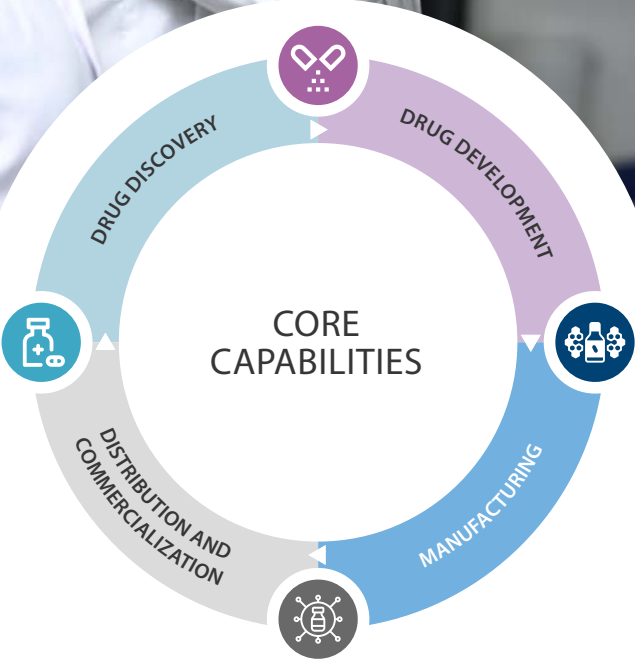 DRUG DISCOVERY
DRUG DEVELOPMENT
CORE
CAPABILITIES
DISTRIBUTION AND
COMMERCIALIZATION
MANUFACTURING